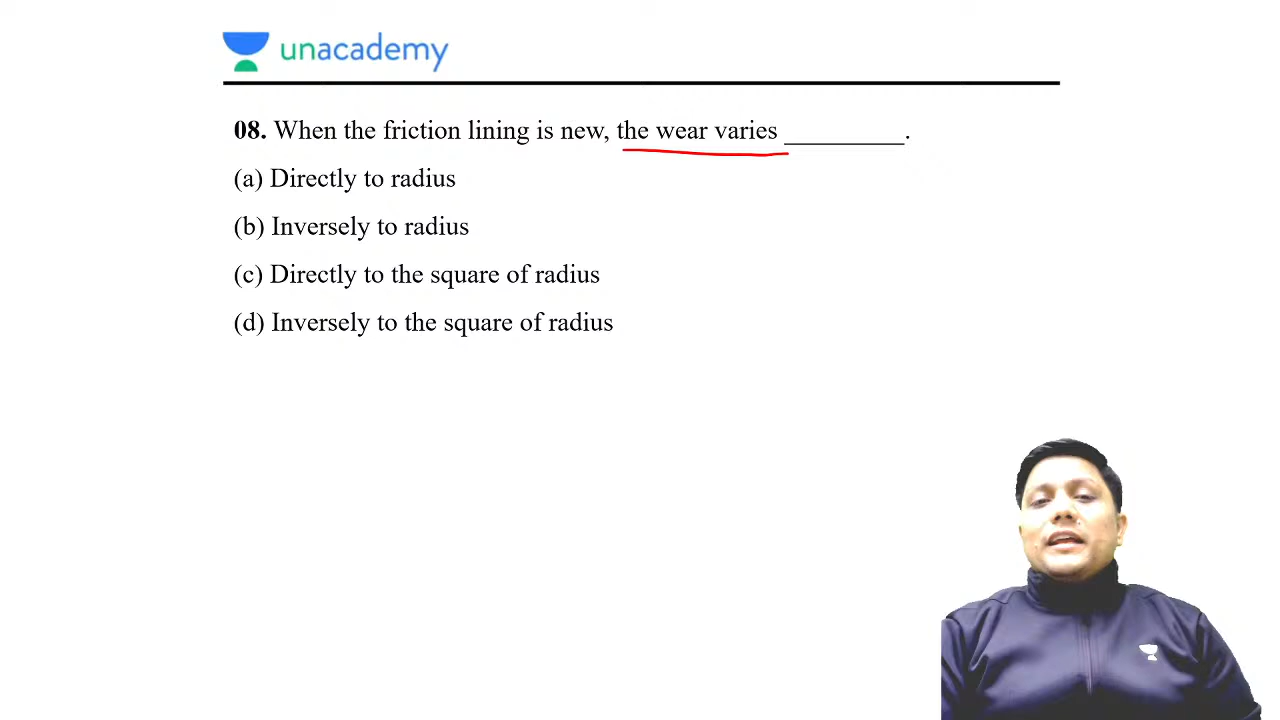 unacademy
08. When the friction lining is new, the wear varies _________.
(a) Directly to radius
(b) Inversely to radius
(c) Directly to the square of radius
(d) Inversely to the square of radius